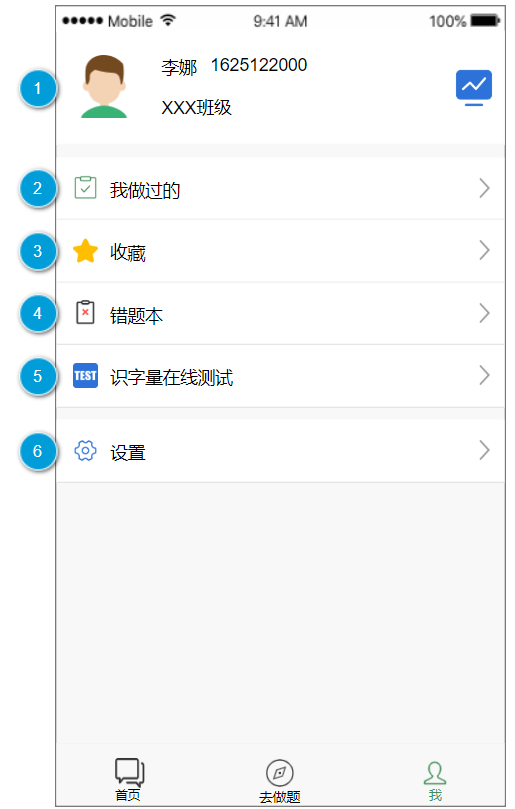 ●●●●● Mobile 9:41 AM 100%
李娜 1625122000
1
XXX班级
2 我做过的
3 收藏
4 错题本
5 TEST 识字量在线测试
6 设置
首页 去做题 我